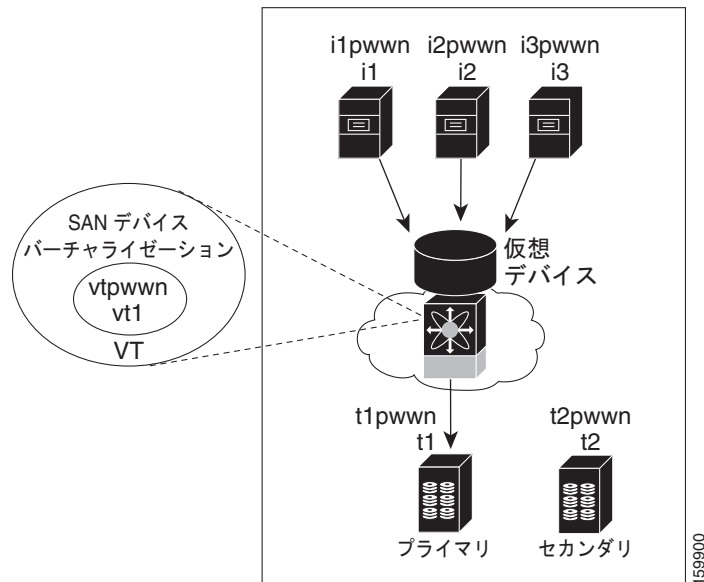 i1pwwn
i1
i2pwwn
i2
i3pwwn
i3
SAN デバイス
バーチャライゼーション
vtpwwn
vt1
VT
仮想
デバイス
t1pwwn
t1
t2pwwn
t2
プライマリ
セカンダリ
159900